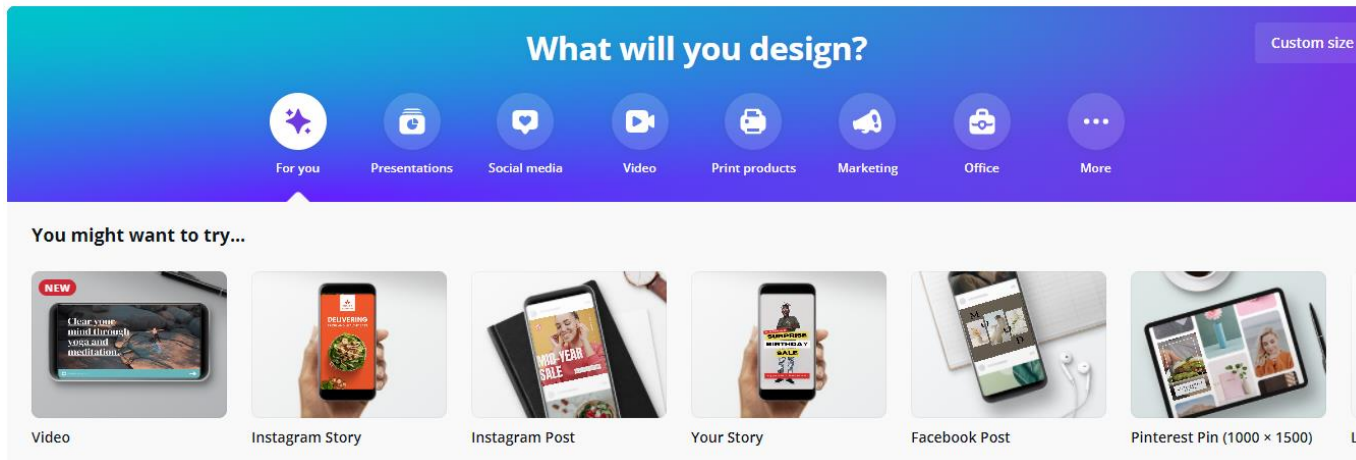 What will you design?
Custom size
For you
Presentations
Social media
Video
Print products
Marketing
Office
More
You might want to try...
NEW
Clear your
mind through
yoga and
meditation.
DELIVERING
MID-YEAR
SALE
SURPRISE
BIRTHDAY
SALE
M
D
Video
Instagram Story
Instagram Post
Your Story
Facebook Post
Pinterest Pin (1000 × 1500)
L